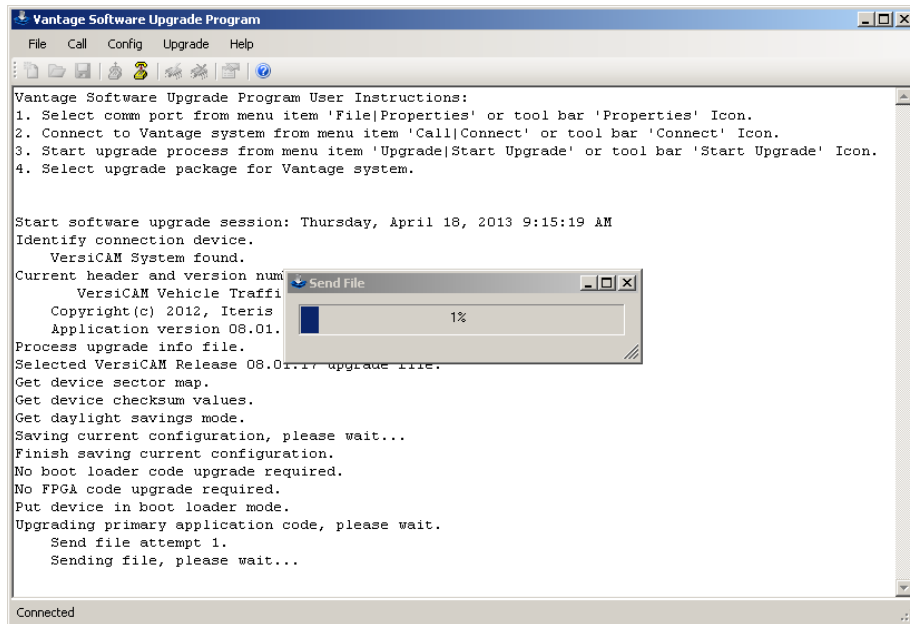 Vantage Software Upgrade Program
File Call Config Upgrade Help
Vantage Software Upgrade Program User Instructions:
1. Select comm port from menu item 'File|Properties' or tool bar 'Properties' Icon.
2. Connect to Vantage system from menu item 'Call|Connect' or tool bar 'Connect' Icon.
3. Start upgrade process from menu item 'Upgrade|Start Upgrade' or tool bar 'Start Upgrade' Icon.
4. Select upgrade package for Vantage system.
Start software upgrade session: Thursday, April 18, 2013 9:15:19 AM
Identify connection device.
VersiCAM System found.
Current header and version num
VersiCAM Vehicle Traffi
Copyright(c) 2012, Iteris
Application version 08.01.
Send File
1%
Process upgrade info file.
Selected VersiCAM Release 08.01.17 upgrade file.
Get device sector map.
Get device checksum values.
Get daylight savings mode.
Saving current configuration, please wait...
Finish saving current configuration.
No boot loader code upgrade required.
No FPGA code upgrade required.
Put device in boot loader mode.
Upgrading primary application code, please wait.
Send file attempt 1.
Sending file, please wait...
Connected